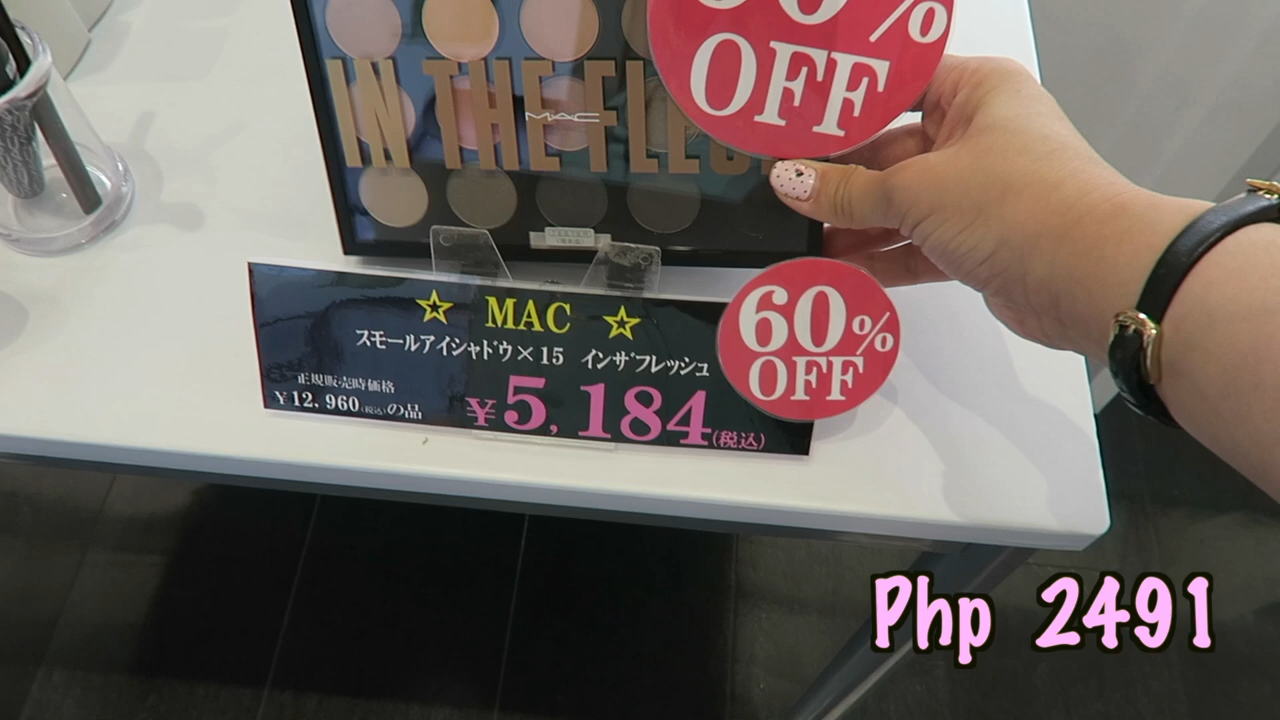 % OFF
IN THE FLESH
MAC
☆ MAC ☆
スモールアイシャドウ×15 インザフレッシュ
正規販売時価格
¥12,960(税込)の品
¥5,184(税込)
60% OFF
Php 2491